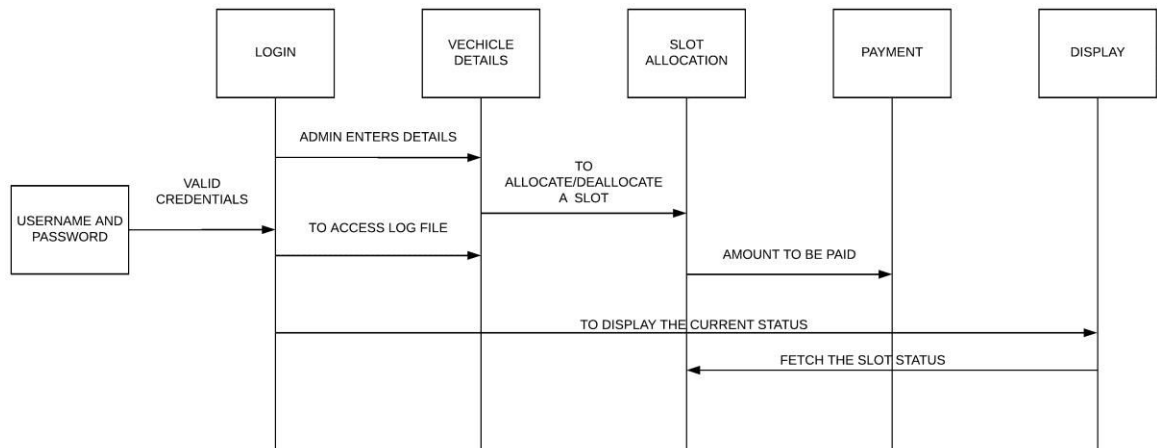 LOGIN
VECHICLE
DETAILS
SLOT
ALLOCATION
PAYMENT
DISPLAY
ADMIN ENTERS DETAILS
TO
ALLOCATE/DEALLOCATE
A SLOT
VALID
CREDENTIALS
USERNAME AND
PASSWORD
TO ACCESS LOG FILE
AMOUNT TO BE PAID
TO DISPLAY THE CURRENT STATUS
FETCH THE SLOT STATUS